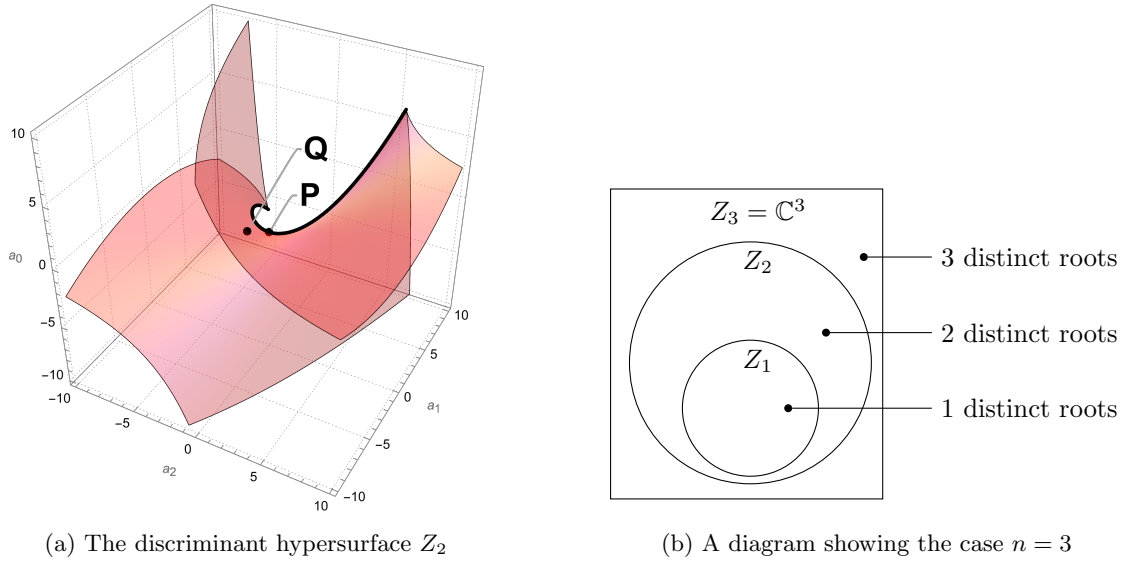 10
5
0
−5
−10
a0
−10
−5
0
5
10
a2
−10
−5
0
5
10
a1
Q
P
(a) The discriminant hypersurface Z2
Z3 = ℂ3
Z2
Z1
3 distinct roots
2 distinct roots
1 distinct roots
(b) A diagram showing the case n = 3